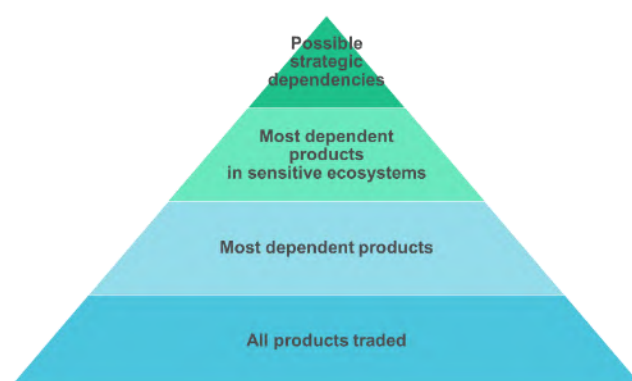 Possible
strategic
dependencies
Most dependent
products
in sensitive ecosystems
Most dependent products
All products traded